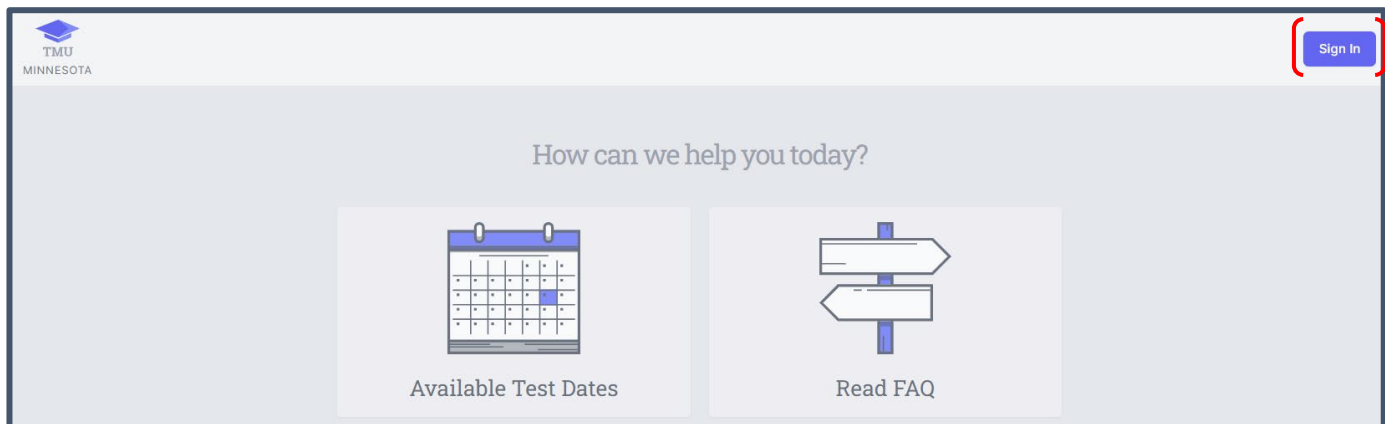 TMU
MINNESOTA
Sign In
How can we help you today?
Available Test Dates
Read FAQ